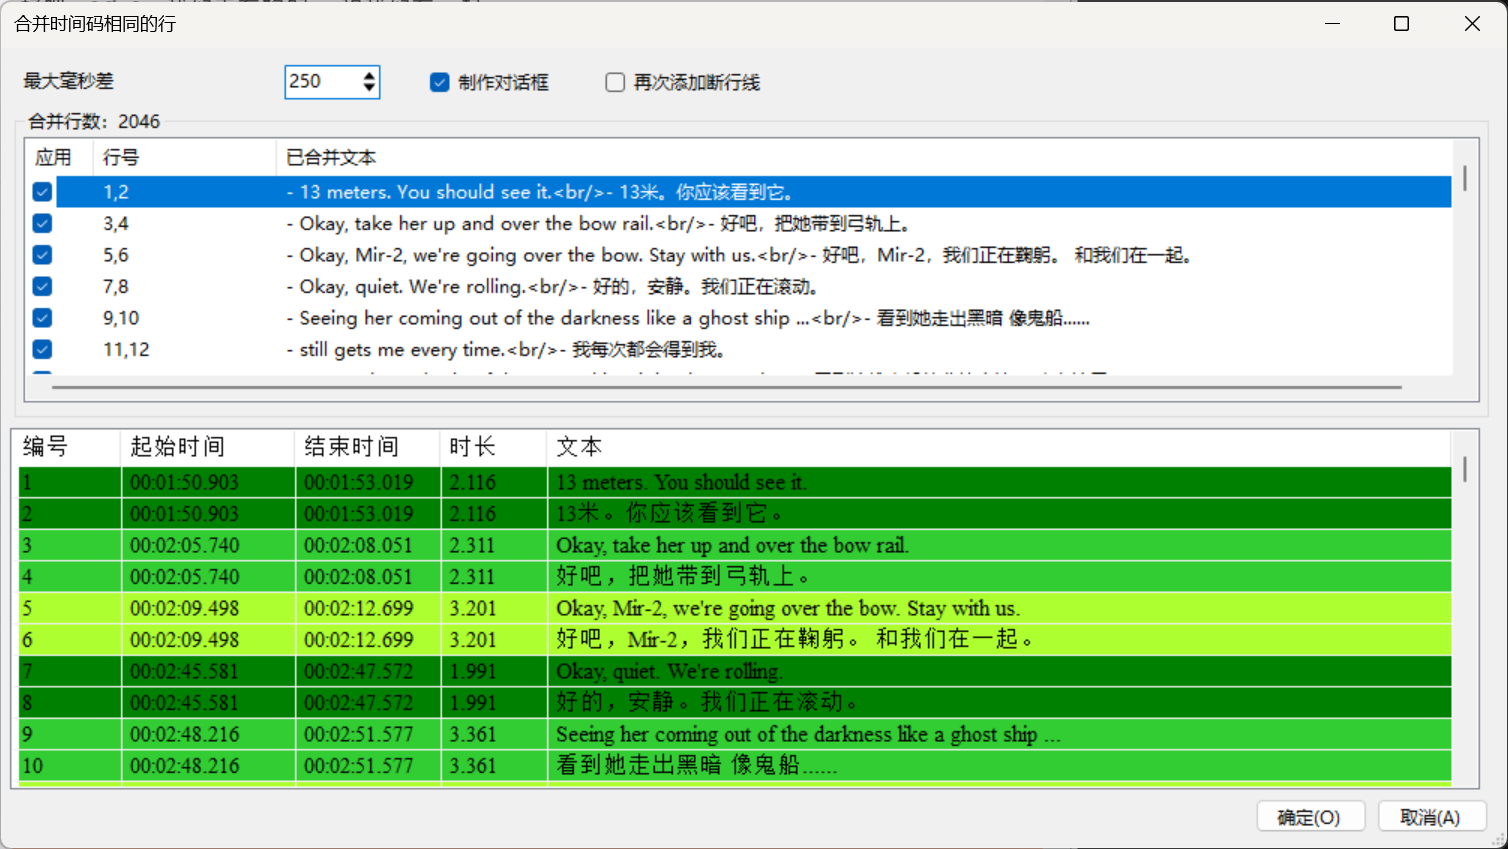 合并时间码相同的行
最大毫秒差 250 制作对话框 再次添加断行线
合并行数：2046
应用 行号 已合并文本
1,2 - 13 meters. You should see it.<br/>- 13米。你应该看到它。
3,4 - Okay, take her up and over the bow rail.<br/>- 好吧，把她带到弓轨上。
5,6 - Okay, Mir-2, we're going over the bow. Stay with us.<br/>- 好吧，Mir-2，我们正在鞠躬。 和我们在一起。
7,8 - Okay, quiet. We're rolling.<br/>- 好的，安静。我们正在滚动。
9,10 - Seeing her coming out of the darkness like a ghost ship ...<br/>- 看到她走出黑暗 像鬼船......
11,12 - still gets me every time.<br/>- 我每次都会得到我。
编号 起始时间 结束时间 时长 文本
1 00:01:50.903 00:01:53.019 2.116 13 meters. You should see it.
2 00:01:50.903 00:01:53.019 2.116 13米。你应该看到它。
3 00:02:05.740 00:02:08.051 2.311 Okay, take her up and over the bow rail.
4 00:02:05.740 00:02:08.051 2.311 好吧，把她带到弓轨上。
5 00:02:09.498 00:02:12.699 3.201 Okay, Mir-2, we're going over the bow. Stay with us.
6 00:02:09.498 00:02:12.699 3.201 好吧，Mir-2，我们正在鞠躬。 和我们在一起。
7 00:02:45.581 00:02:47.572 1.991 Okay, quiet. We're rolling.
8 00:02:45.581 00:02:47.572 1.991 好的，安静。我们正在滚动。
9 00:02:48.216 00:02:51.577 3.361 Seeing her coming out of the darkness like a ghost ship ...
10 00:02:48.216 00:02:51.577 3.361 看到她走出黑暗 像鬼船......
确定(O) 取消(A)